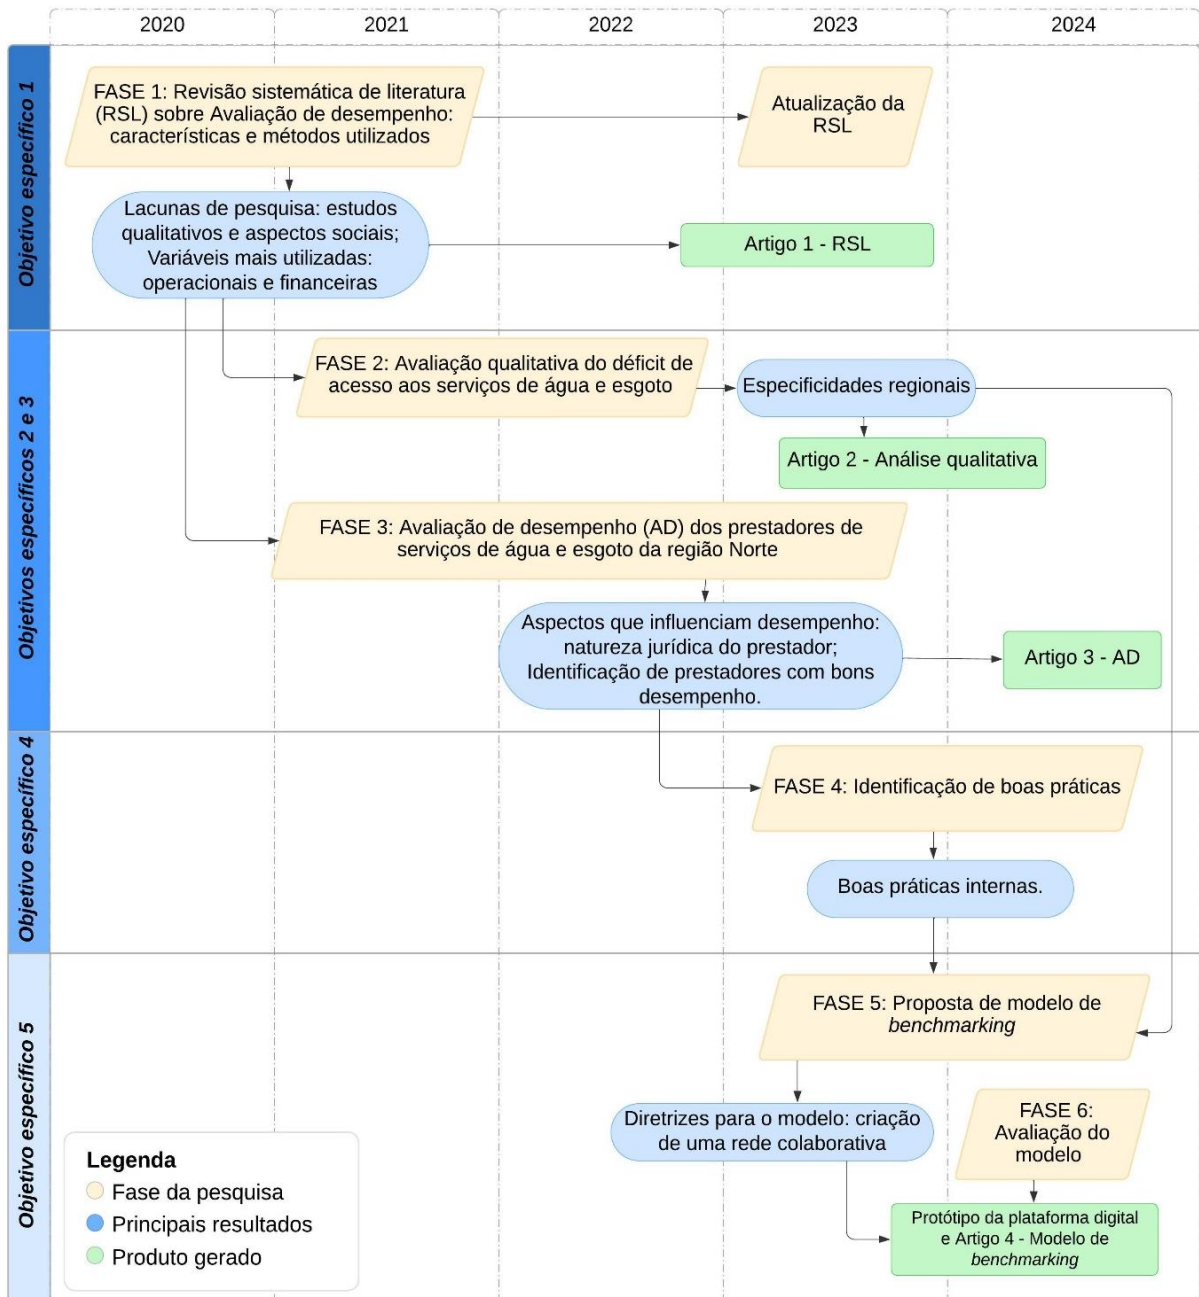 2020
2021
2022
2023
2024
Objetivo específico 1
FASE 1: Revisão sistemática de literatura
(RSL) sobre Avaliação de desempenho:
características e métodos utilizados
Atualização da
RSL
Lacunas de pesquisa: estudos
qualitativos e aspectos sociais;
Variáveis mais utilizadas:
operacionais e financeiras
Artigo 1 - RSL
Objetivos específicos 2 e 3
FASE 2: Avaliação qualitativa do déficit de
acesso aos serviços de água e esgoto
Especificidades regionais
Artigo 2 - Análise qualitativa
FASE 3: Avaliação de desempenho (AD) dos prestadores de
serviços de água e esgoto da região Norte
Aspectos que influenciam desempenho:
natureza jurídica do prestador;
Identificação de prestadores com bons
desempenho.
Artigo 3 - AD
Objetivo específico 4
FASE 4: Identificação de boas práticas
Boas práticas internas.
Objetivo específico 5
FASE 5: Proposta de modelo de
benchmarking
Diretrizes para o modelo: criação
de uma rede colaborativa
FASE 6:
Avaliação do
modelo
Protótipo da plataforma digital
e Artigo 4 - Modelo de
benchmarking
Legenda
Fase da pesquisa
Principais resultados
Produto gerado